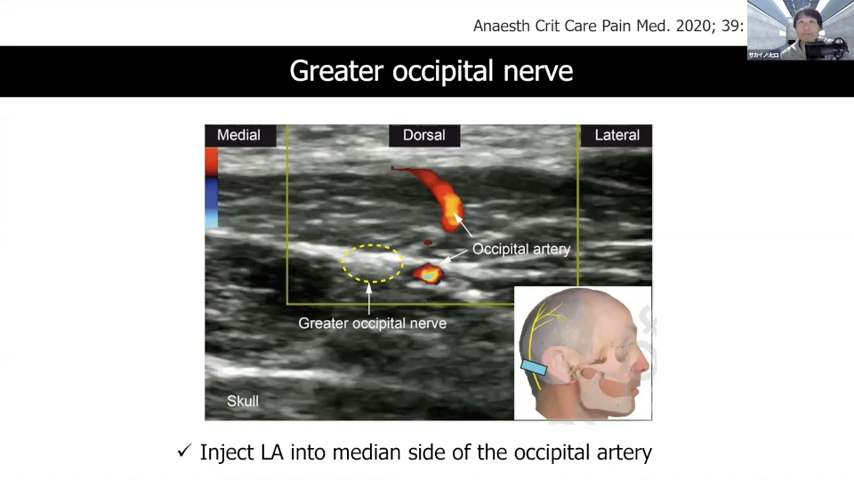 Anaesth Crit Care Pain Med. 2020; 39:
Greater occipital nerve
Medial
Dorsal
Lateral
Occipital artery
Greater occipital nerve
Skull
✓ Inject LA into median side of the occipital artery